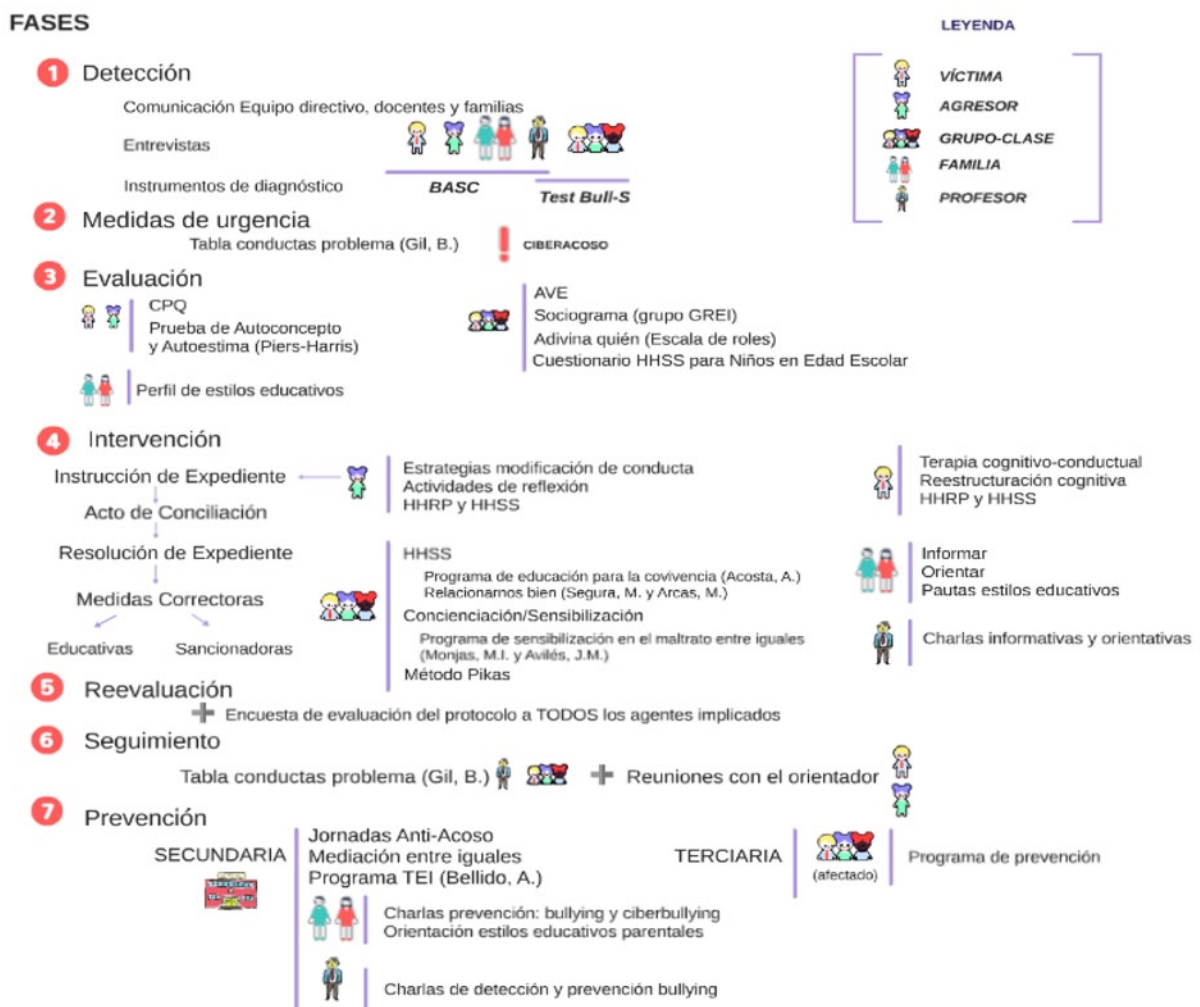 FASES
LEYENDA
VÍCTIMA
AGRESOR
GRUPO-CLASE
FAMILIA
PROFESOR
1 Detección
Comunicación Equipo directivo, docentes y familias
Entrevistas
Instrumentos de diagnóstico
BASC
Test Bull-S
2 Medidas de urgencia
Tabla conductas problema (Gil, B.)
CIBERACOSO
3 Evaluación
CPQ
Prueba de Autoconcepto
y Autoestima (Piers-Harris)
AVE
Sociograma (grupo GREI)
Adivina quién (Escala de roles)
Cuestionario HHSS para Niños en Edad Escolar
Perfil de estilos educativos
4 Intervención
Instrucción de Expediente
Acto de Conciliación
Resolución de Expediente
Medidas Correctoras
Educativas
Sancionadoras
Estrategias modificación de conducta
Actividades de reflexión
HHRP y HHSS
Terapia cognitivo-conductual
Reestructuración cognitiva
HHRP y HHSS
HHSS
Programa de educación para la covivencia (Acosta, A.)
Relacionarnos bien (Segura, M. y Arcas, M.)
Concienciación/Sensibilización
Programa de sensibilización en el maltrato entre iguales
(Monjas, M.I. y Avilés, J.M.)
Método Pikas
Informar
Orientar
Pautas estilos educativos
Charlas informativas y orientativas
5 Reevaluación
+ Encuesta de evaluación del protocolo a TODOS los agentes implicados
6 Seguimiento
Tabla conductas problema (Gil, B.)
+ Reuniones con el orientador
7 Prevención
SECUNDARIA
Jornadas Anti-Acoso
Mediación entre iguales
Programa TEI (Bellido, A.)
Charlas prevención: bullying y ciberbullying
Orientación estilos educativos parentales
Charlas de detección y prevención bullying
TERCIARIA
(afectado)
Programa de prevención